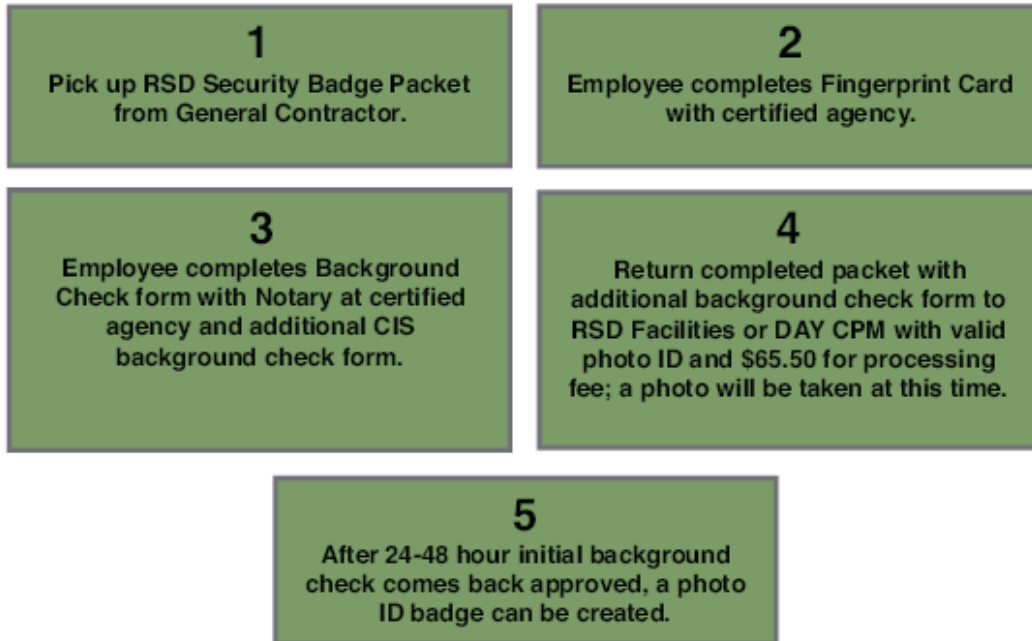 1
Pick up RSD Security Badge Packet
from General Contractor.
2
Employee completes Fingerprint Card
with certified agency.
3
Employee completes Background
Check form with Notary at certified
agency and additional CIS
background check form.
4
Return completed packet with
additional background check form to
RSD Facilities or DAY CPM with valid
photo ID and $65.50 for processing
fee; a photo will be taken at this time.
5
After 24-48 hour initial background
check comes back approved, a photo
ID badge can be created.